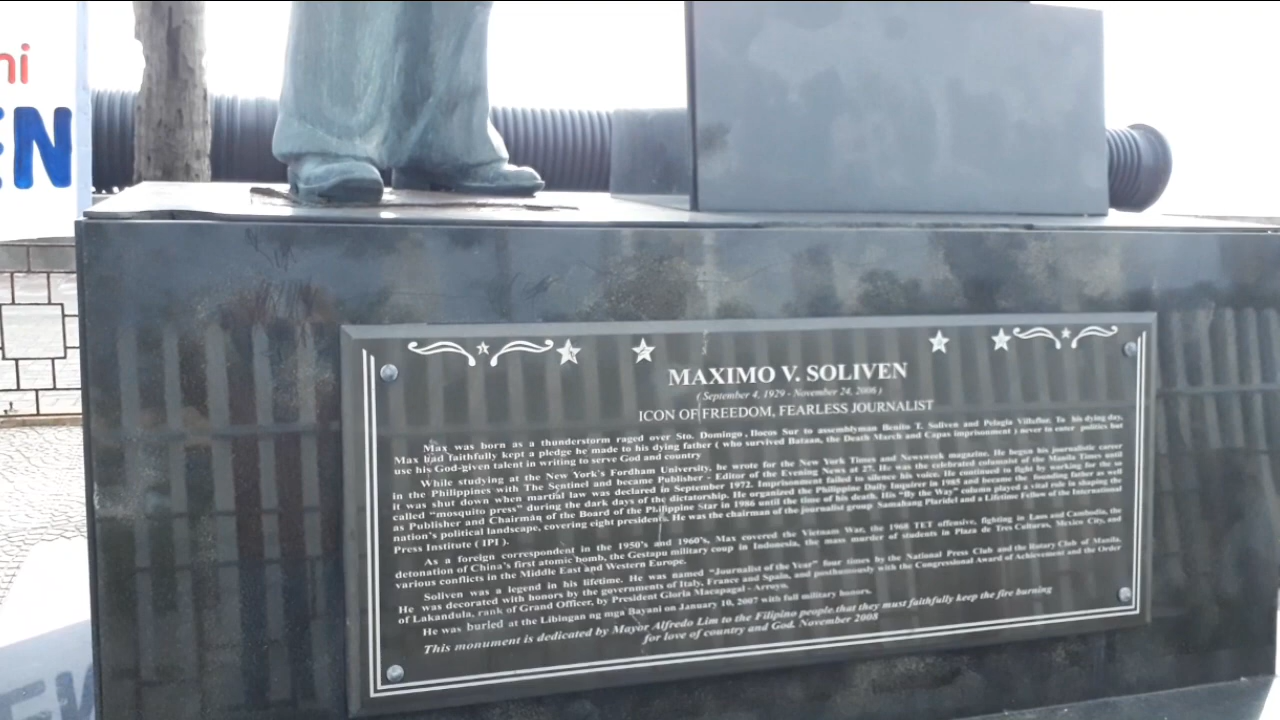 ni
EN
MAXIMO V. SOLIVEN
( September 4, 1929 - November 24, 2006 )
ICON OF FREEDOM, FEARLESS JOURNALIST
Max was born as a thunderstorm raged over Sto. Domingo, Ilocos Sur to assemblyman Benito T. Soliven and Pelagia Villaflor. To his dying day,
Max had faithfully kept a pledge he made to his dying father ( who survived Bataan, the Death March and Capas imprisonment ) never to enter politics but
use his God-given talent in writing to serve God and country
While studying at the New York's Fordham University, he wrote for the New York Times and Newsweek magazine. He began his journalistic career
in the Philippines with The Sentinel and became Publisher - Editor of the Evening News at 27. He was the celebrated columnist of the Manila Times until
it was shut down when martial law was declared in September 1972. Imprisonment failed to silence his voice. He continued to fight by working for the so
called "mosquito press" during the dark days of the dictatorship. He organized the Philippine Daily Inquirer in 1985 and became the founding father as well
as Publisher and Chairman of the Board of the Philippine Star in 1986 until the time of his death. His "By the Way" column played a vital role in shaping the
nation's political landscape, covering eight presidents. He was the chairman of the journalist group Samahang Plaridel and a Lifetime Fellow of the International
Press Institute ( IPI ).
As a foreign correspondent in the 1950's and 1960's, Max covered the Vietnam War, the 1968 TET offensive, fighting in Laos and Cambodia, the
detonation of China's first atomic bomb, the Gestapu military coup in Indonesia, the mass murder of students in Plaza de Tres Culturas, Mexico City, and
various conflicts in the Middle East and Western Europe.
Soliven was a legend in his lifetime. He was named "Journalist of the Year" four times by the National Press Club and the Rotary Club of Manila.
He was decorated with honors by the governments of Italy, France and Spain, and posthumously with the Congressional Award of Achievement and the Order
of Lakandula, rank of Grand Officer, by President Gloria Macapagal - Arroyo.
He was buried at the Libingan ng mga Bayani on January 10, 2007 with full military honors.
This monument is dedicated by Mayor Alfredo Lim to the Filipino people that they must faithfully keep the fire burning
for love of country and God. November 2008